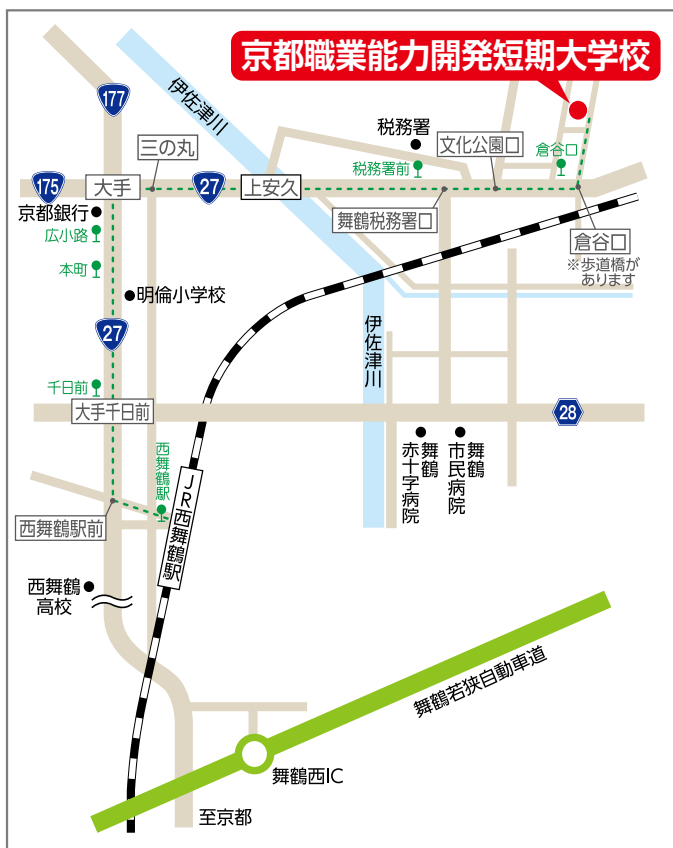 京都職業能力開発短期大学校
177
伊佐津川
税務署
文化公園口
倉谷口
三の丸
税務署前
175
大手
27
上安久
京都銀行
舞鶴税務署口
倉谷口
※歩道橋が
あります
広小路
本町
明倫小学校
27
伊佐津川
千日前
大手千日前
28
西舞鶴駅
舞鶴
赤十字病院
舞鶴
市民病院
JR西舞鶴駅
西舞鶴駅前
西舞鶴
高校
舞鶴若狭自動車道
舞鶴西IC
至京都